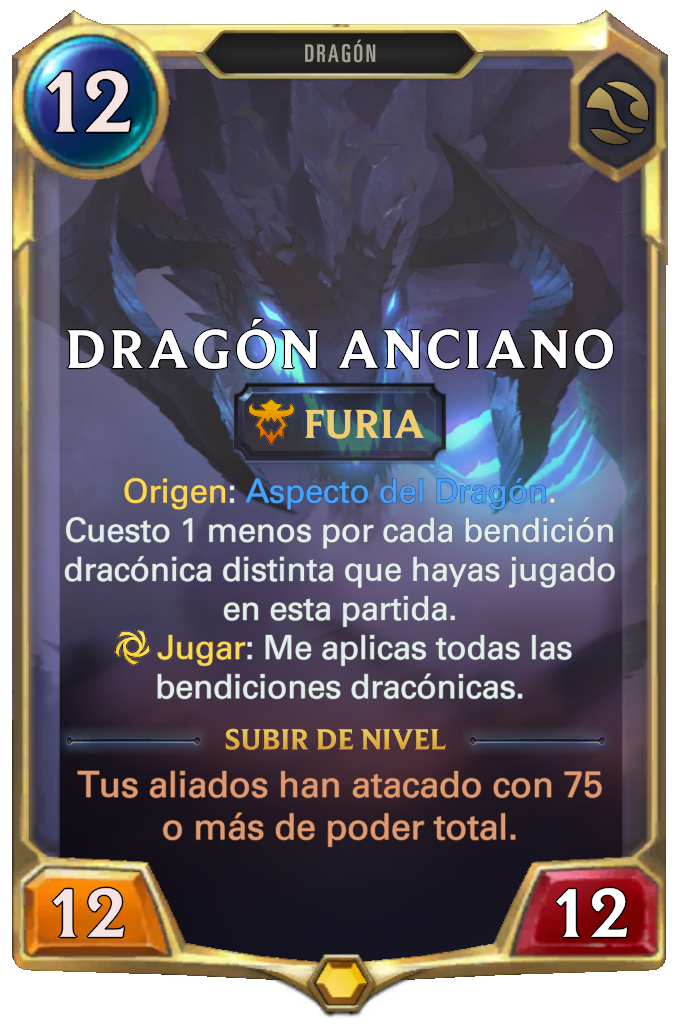 DRAGÓN
12
DRAGÓN ANCIANO
FURIA
Origen: Aspecto del Dragón.
Cuesto 1 menos por cada bendición
dracónica distinta que hayas jugado
en esta partida.
Jugar: Me aplicas todas las
bendiciones dracónicas.
SUBIR DE NIVEL
Tus aliados han atacado con 75
o más de poder total.
12
12